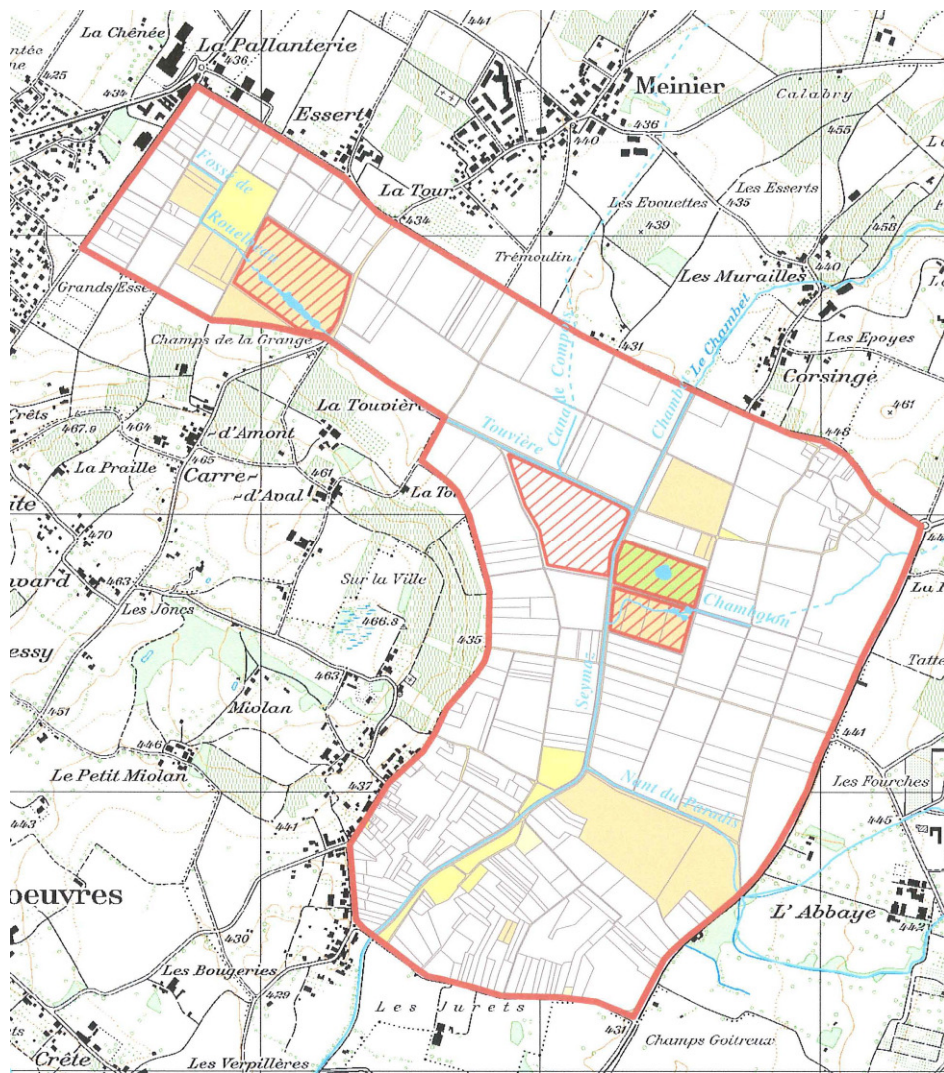 La Chênée
La Pallanterie
436
441
425
434
Essert
Meinier
436
440
Calabry
455
Fossé de
Rouelbeau
La Tour
434
Les Esserts
435
Les Evouettes
439
458
Trémoulin
Les Murailles
440
Grands Esse
Champs de la Grange
Canal de Compois
431
Chambet
Le Chambet
Les Epoyes
Corsinge
461
La Touvière
Touvière
448
Crêts
467.9
464
d'Amont
465
La Praille
Carre
461
d'Aval
470
463
Les Joncs
Sur la Ville
466.8
435
Chamboton
Seymaz
463
Miolan
451
446
Le Petit Miolan
437
441
443
441
Les Fourches
445
Nant du Paradis
oeuvres
L'Abbaye
442
430
Les Bougeries
429
Les Jurets
431
Champs Goitreux
Crête
Les Verpillères